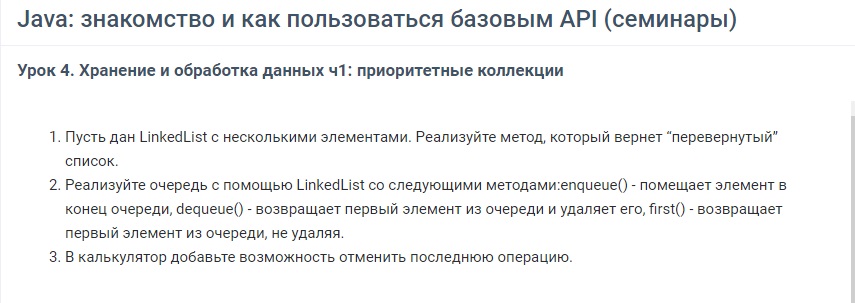 Java: знакомство и как пользоваться базовым API (семинары)
Урок 4. Хранение и обработка данных ч1: приоритетные коллекции
1. Пусть дан LinkedList с несколькими элементами. Реализуйте метод, который вернет “перевернутый”
список.
2. Реализуйте очередь с помощью LinkedList со следующими методами:enqueue() - помещает элемент в
конец очереди, dequeue() - возвращает первый элемент из очереди и удаляет его, first() - возвращает
первый элемент из очереди, не удаляя.
3. В калькулятор добавьте возможность отменить последнюю операцию.